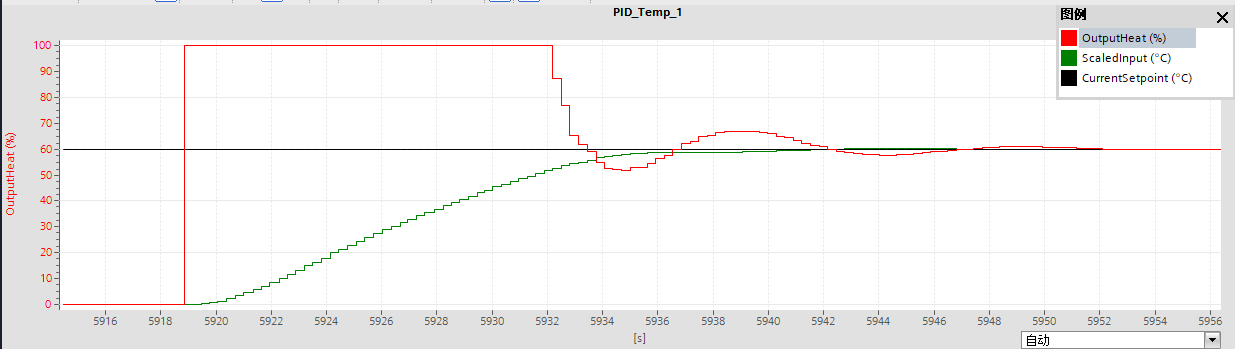 PID_Temp_1
图例
OutputHeat (%)
ScaledInput (°C)
CurrentSetpoint (°C)
OutputHeat (%)
100
90
80
70
60
50
40
30
20
10
0
5916 5918 5920 5922 5924 5926 5928 5930 5932 5934 5936 5938 5940 5942 5944 5946 5948 5950 5952 5954 5956
[s]
自动